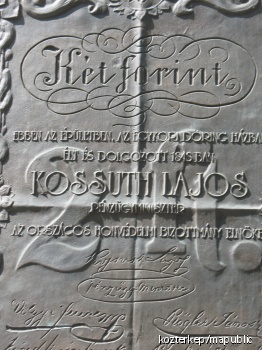 Két forint
EBBEN AZ ÉPÜLETBEN, AZ EGYKORI DÖRING HÁZBAN
ÉLT ÉS DOLGOZOTT 1848-BAN
KOSSUTH LAJOS
PÉNZÜGYMINISZTER
AZ ORSZÁGOS HONVÉDELMI BIZOTTMÁNY ELNÖKE
2 f.
kozterkep/mapublic